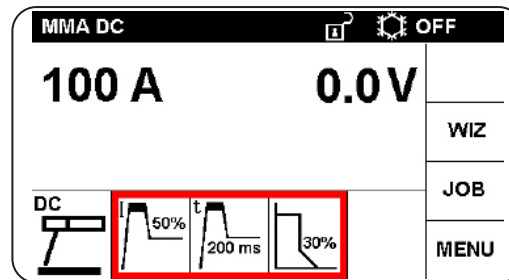 MMA DC OFF
100 A 0.0 V
WIZ
JOB
MENU
DC
I 50%
t 200 ms
30%